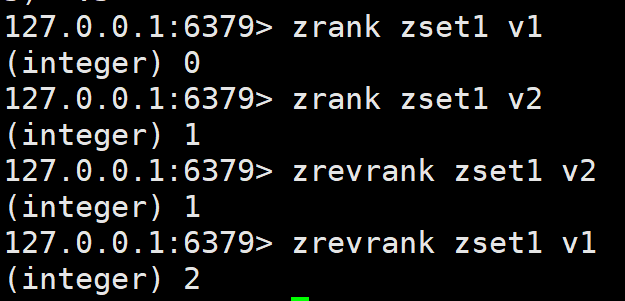 127.0.0.1:6379> zrank zset1 v1
(integer) 0
127.0.0.1:6379> zrank zset1 v2
(integer) 1
127.0.0.1:6379> zrevrank zset1 v2
(integer) 1
127.0.0.1:6379> zrevrank zset1 v1
(integer) 2